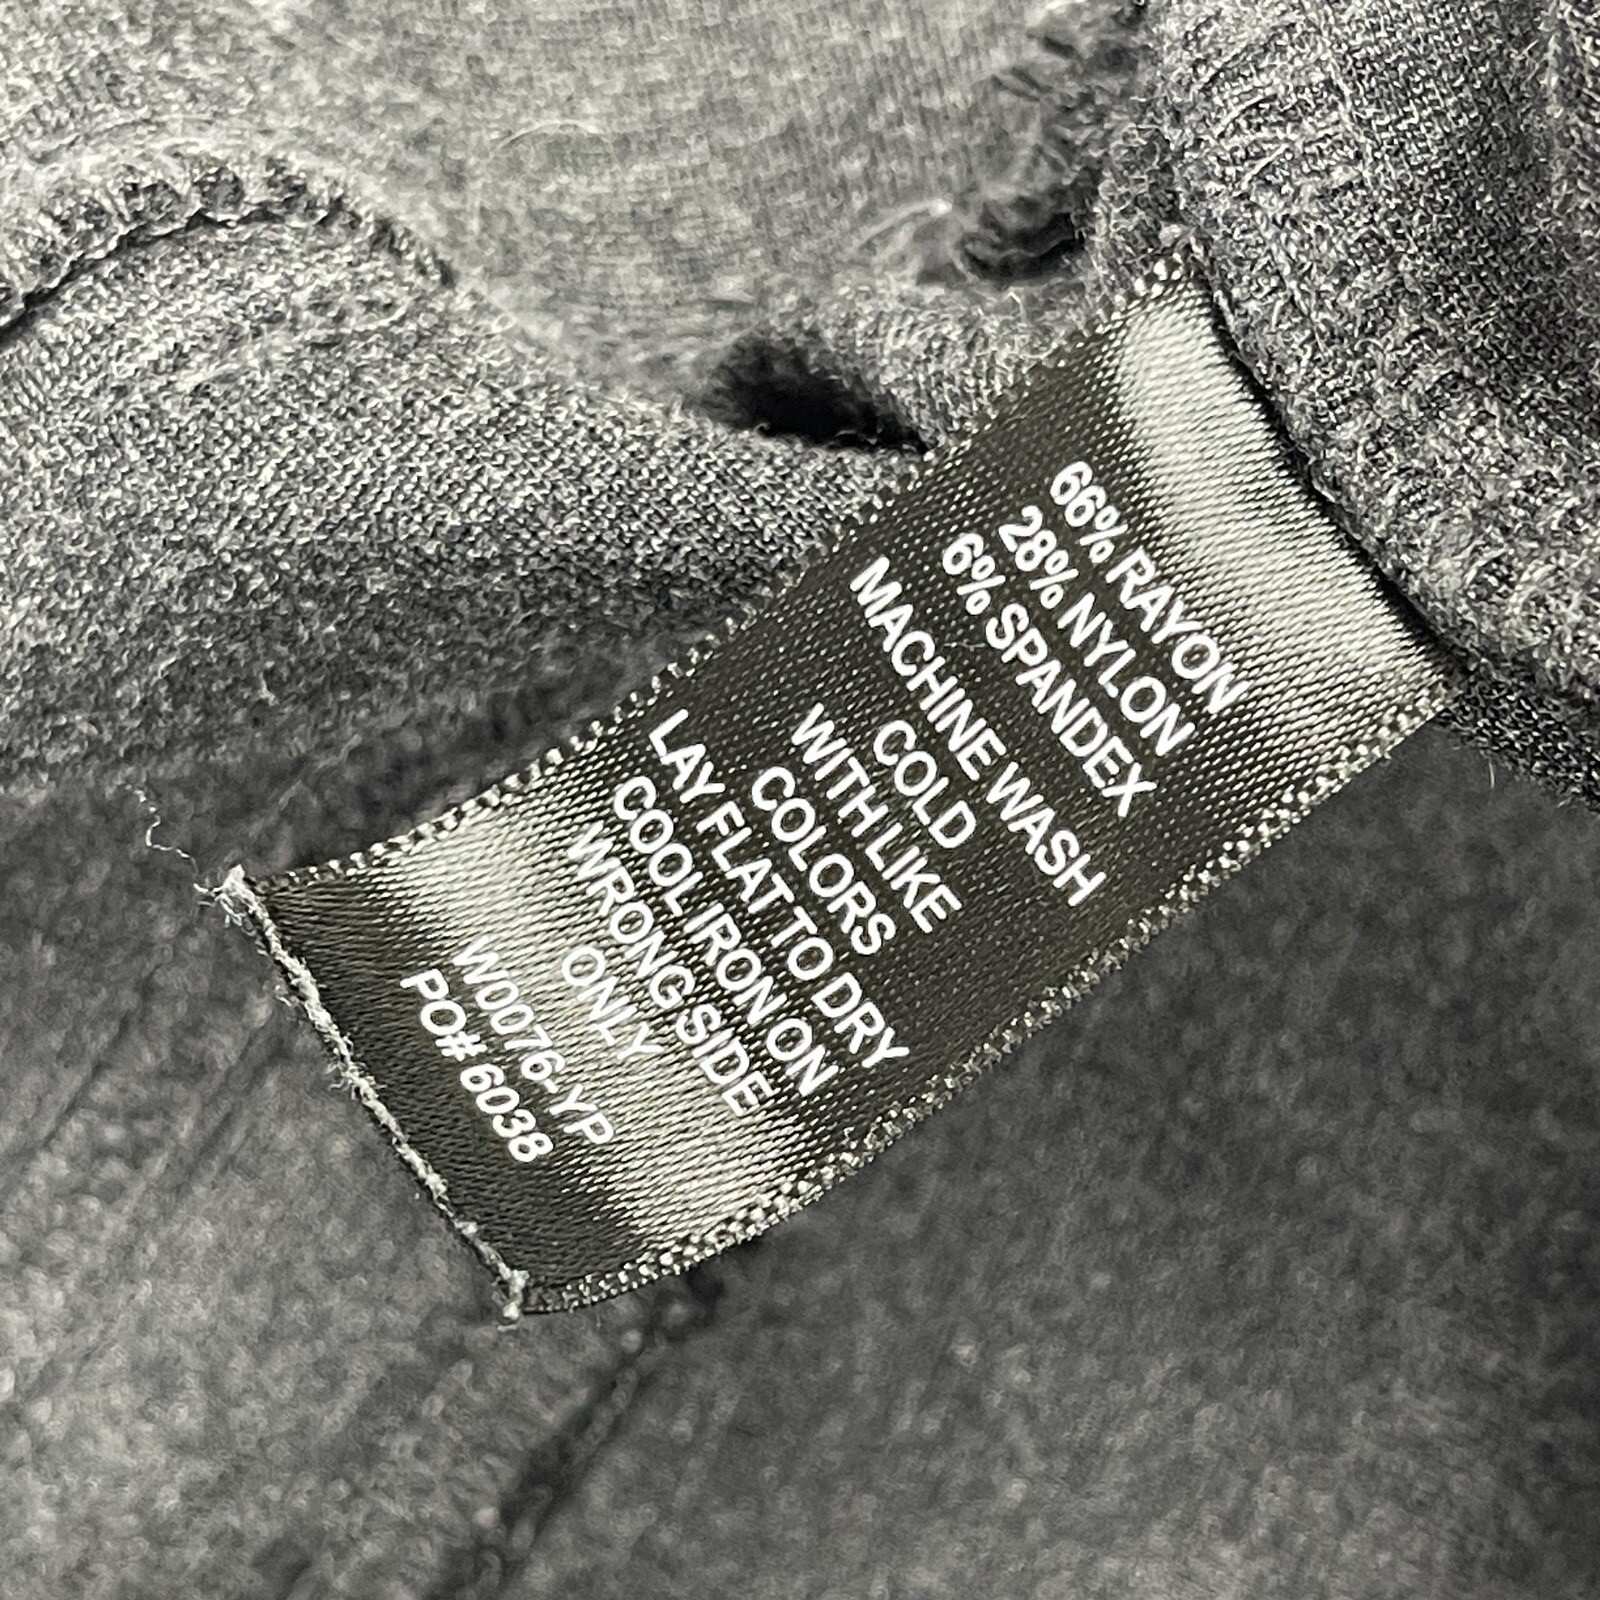 66% RAYON
28% NYLON
6% SPANDEX
MACHINE WASH
COLD
WITH LIKE
COLORS
LAY FLAT TO DRY
COOL IRON ON
WRONG SIDE
ONLY
W0076-YP
PO# 6038